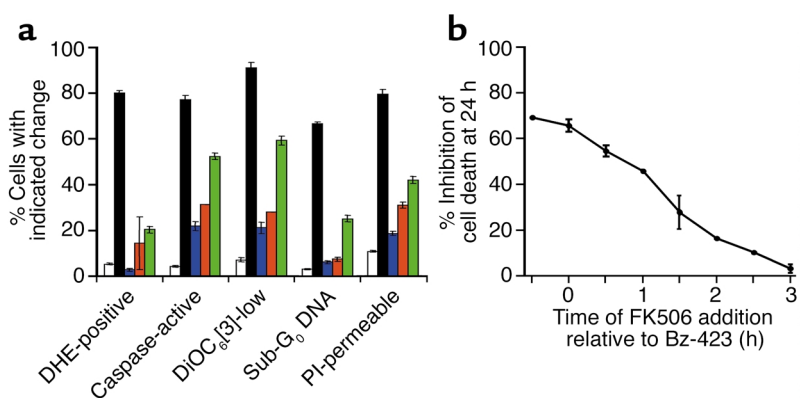 a
% Cells with
indicated change
100
80
60
40
20
0
DHE-positive
Caspase-active
DiOC₆[3]-low
Sub-G₀ DNA
PI-permeable
b
% Inhibition of
cell death at 24 h
100
80
60
40
20
0
0 1 2 3
Time of FK506 addition
relative to Bz-423 (h)